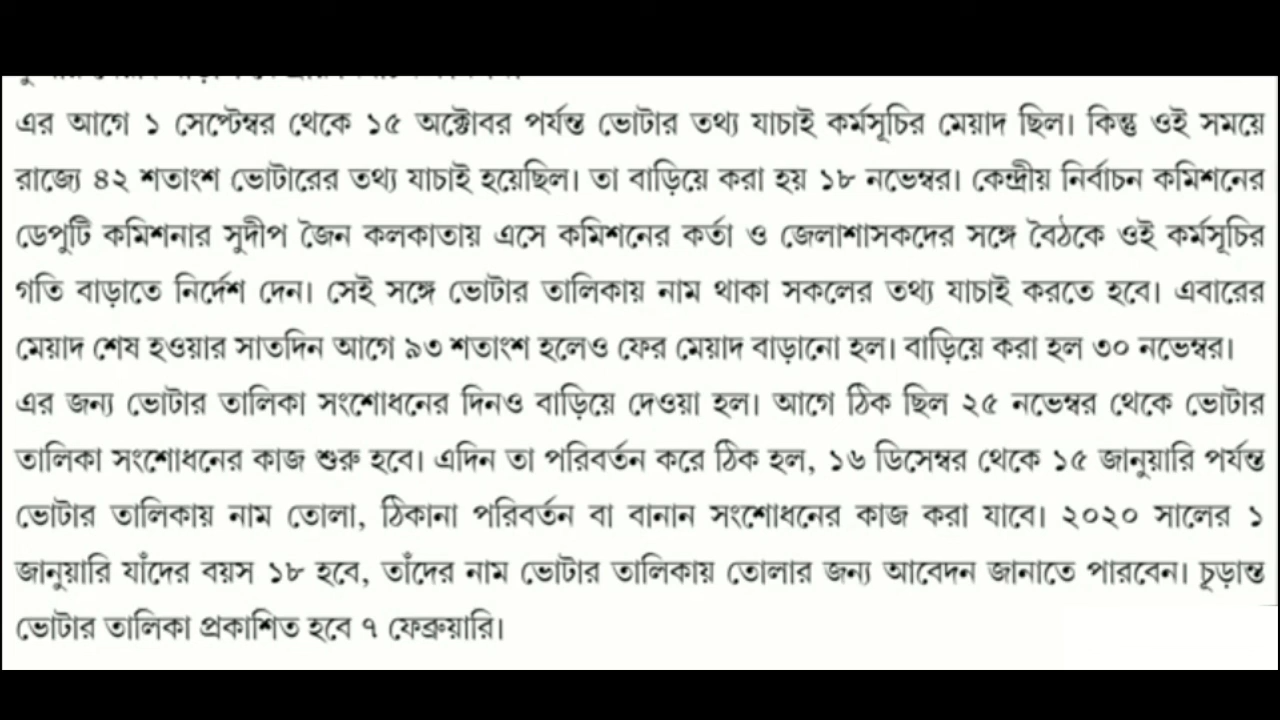 এর আগে ১ সেপ্টেম্বর থেকে ১৫ অক্টোবর পর্যন্ত ভোটার তথ্য যাচাই কর্মসূচির মেয়াদ ছিল। কিন্তু ওই সময়ে
রাজ্যে ৪২ শতাংশ ভোটারের তথ্য যাচাই হয়েছিল। তা বাড়িয়ে করা হয় ১৮ নভেম্বর। কেন্দ্রীয় নির্বাচন কমিশনের
ডেপুটি কমিশনার সুদীপ জৈন কলকাতায় এসে কমিশনের কর্তা ও জেলাশাসকদের সঙ্গে বৈঠকে ওই কর্মসূচির
গতি বাড়াতে নির্দেশ দেন। সেই সঙ্গে ভোটার তালিকায় নাম থাকা সকলের তথ্য যাচাই করতে হবে। এবারের
মেয়াদ শেষ হওয়ার সাতদিন আগে ৯৩ শতাংশ হলেও ফের মেয়াদ বাড়ানো হল। বাড়িয়ে করা হল ৩০ নভেম্বর।
এর জন্য ভোটার তালিকা সংশোধনের দিনও বাড়িয়ে দেওয়া হল। আগে ঠিক ছিল ২৫ নভেম্বর থেকে ভোটার
তালিকা সংশোধনের কাজ শুরু হবে। এদিন তা পরিবর্তন করে ঠিক হল, ১৬ ডিসেম্বর থেকে ১৫ জানুয়ারি পর্যন্ত
ভোটার তালিকায় নাম তোলা, ঠিকানা পরিবর্তন বা বানান সংশোধনের কাজ করা যাবে। ২০২০ সালের ১
জানুয়ারি যাঁদের বয়স ১৮ হবে, তাঁদের নাম ভোটার তালিকায় তোলার জন্য আবেদন জানাতে পারবেন। চূড়ান্ত
ভোটার তালিকা প্রকাশিত হবে ৭ ফেব্রুয়ারি।